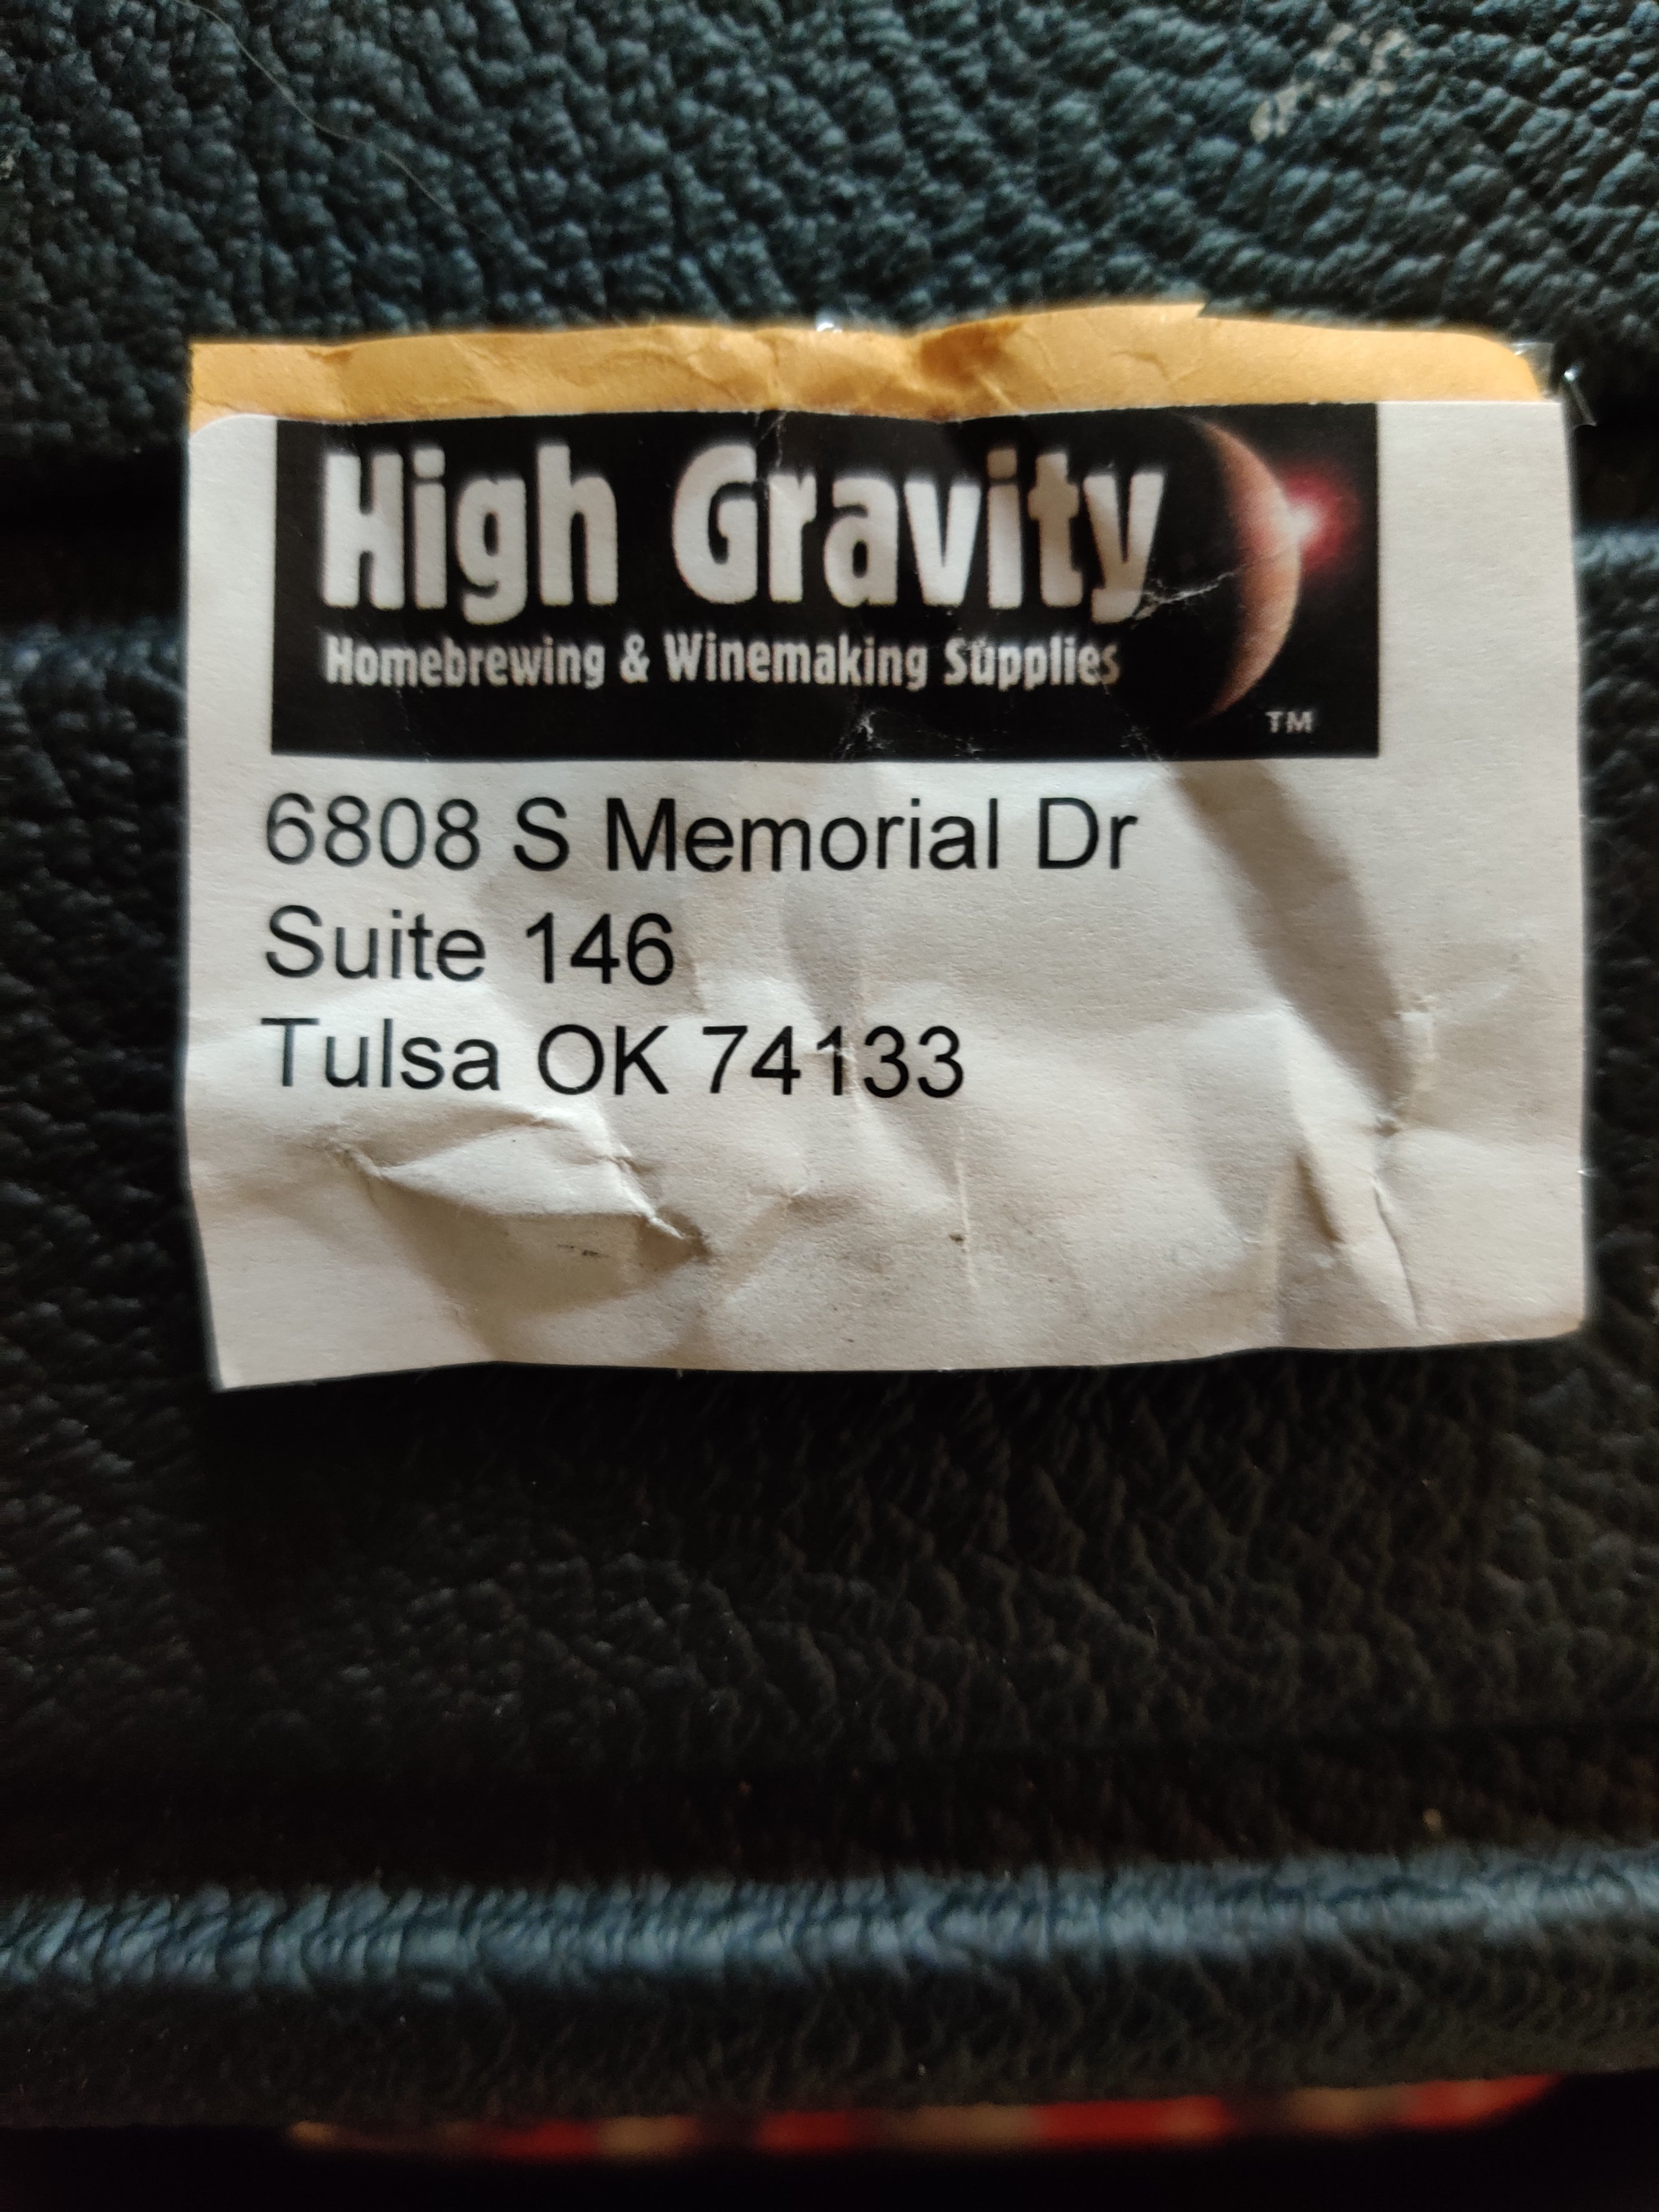 High Gravity
Homebrewing & Winemaking Supplies
TM
6808 S Memorial Dr
Suite 146
Tulsa OK 74133